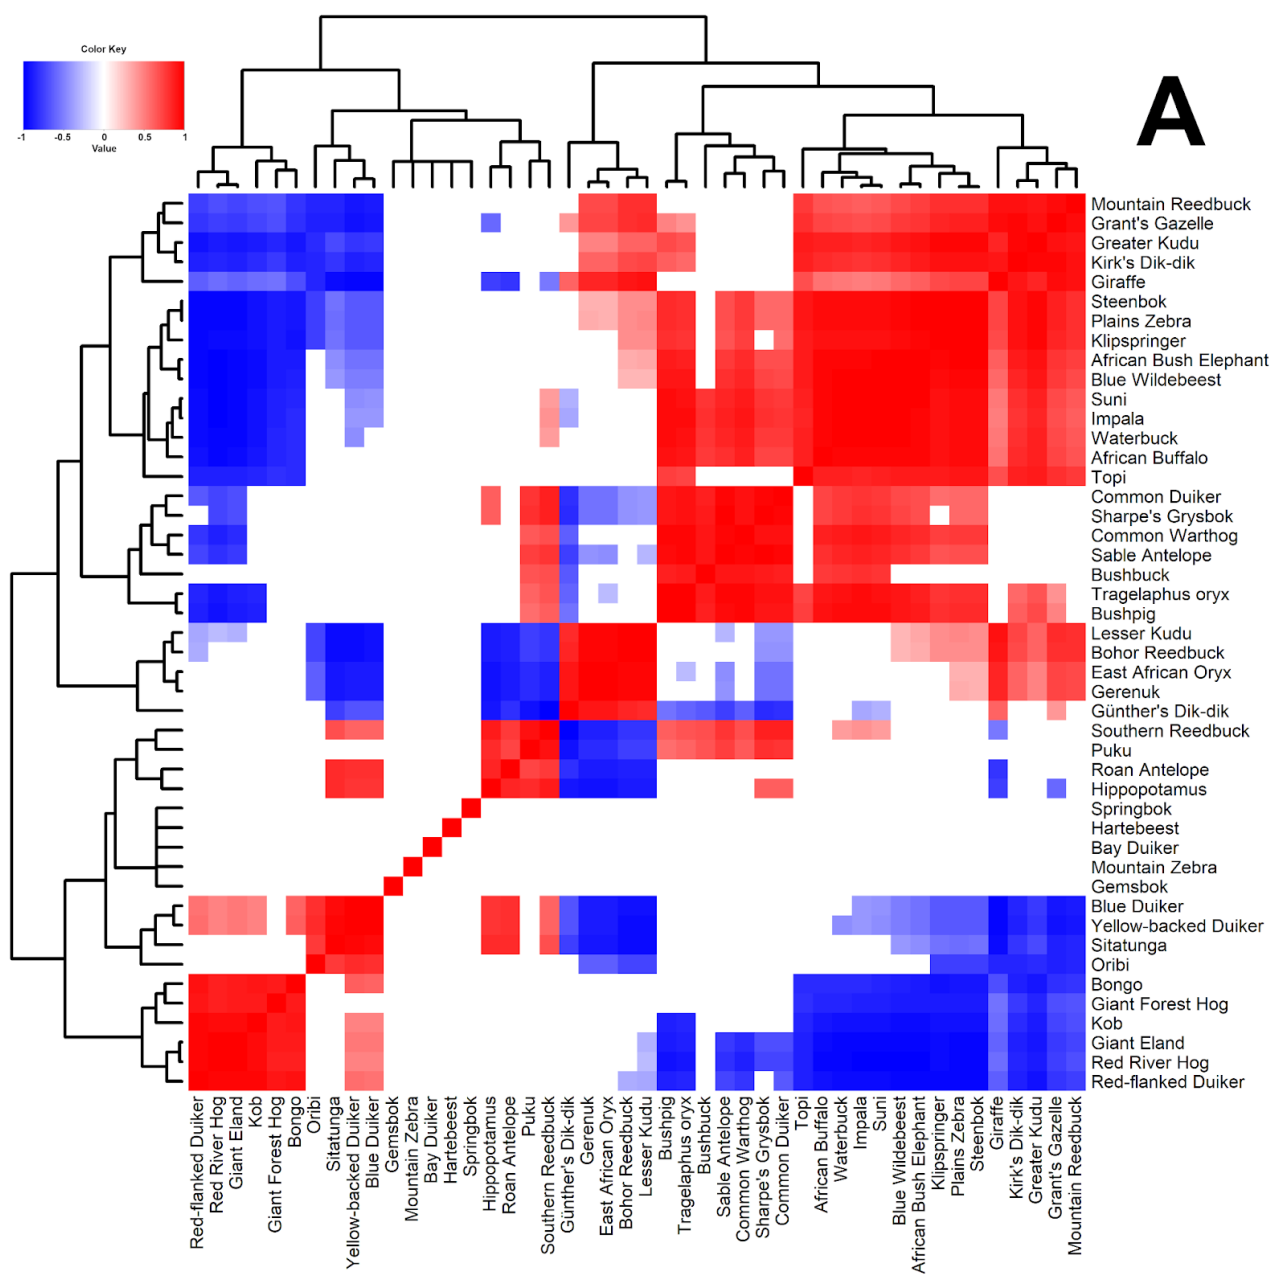 Color Key
-1 -0.5 0 0.5 1
Value
A
Mountain Reedbuck
Grant's Gazelle
Greater Kudu
Kirk's Dik-dik
Giraffe
Steenbok
Plains Zebra
Klipspringer
African Bush Elephant
Blue Wildebeest
Suni
Impala
Waterbuck
African Buffalo
Topi
Common Duiker
Sharpe's Grysbok
Common Warthog
Sable Antelope
Bushbuck
Tragelaphus oryx
Bushpig
Lesser Kudu
Bohor Reedbuck
East African Oryx
Gerenuk
Günther's Dik-dik
Southern Reedbuck
Puku
Roan Antelope
Hippopotamus
Springbok
Hartebeest
Bay Duiker
Mountain Zebra
Gemsbok
Blue Duiker
Yellow-backed Duiker
Sitatunga
Oribi
Bongo
Giant Forest Hog
Kob
Giant Eland
Red River Hog
Red-flanked Duiker
Red-flanked Duiker
Red River Hog
Giant Eland
Kob
Giant Forest Hog
Bongo
Oribi
Sitatunga
Yellow-backed Duiker
Blue Duiker
Gemsbok
Mountain Zebra
Bay Duiker
Hartebeest
Springbok
Hippopotamus
Roan Antelope
Puku
Southern Reedbuck
Günther's Dik-dik
Gerenuk
East African Oryx
Bohor Reedbuck
Lesser Kudu
Bushpig
Tragelaphus oryx
Bushbuck
Sable Antelope
Common Warthog
Sharpe's Grysbok
Common Duiker
Topi
African Buffalo
Waterbuck
Impala
Suni
Blue Wildebeest
African Bush Elephant
Klipspringer
Plains Zebra
Steenbok
Giraffe
Kirk's Dik-dik
Greater Kudu
Grant's Gazelle
Mountain Reedbuck